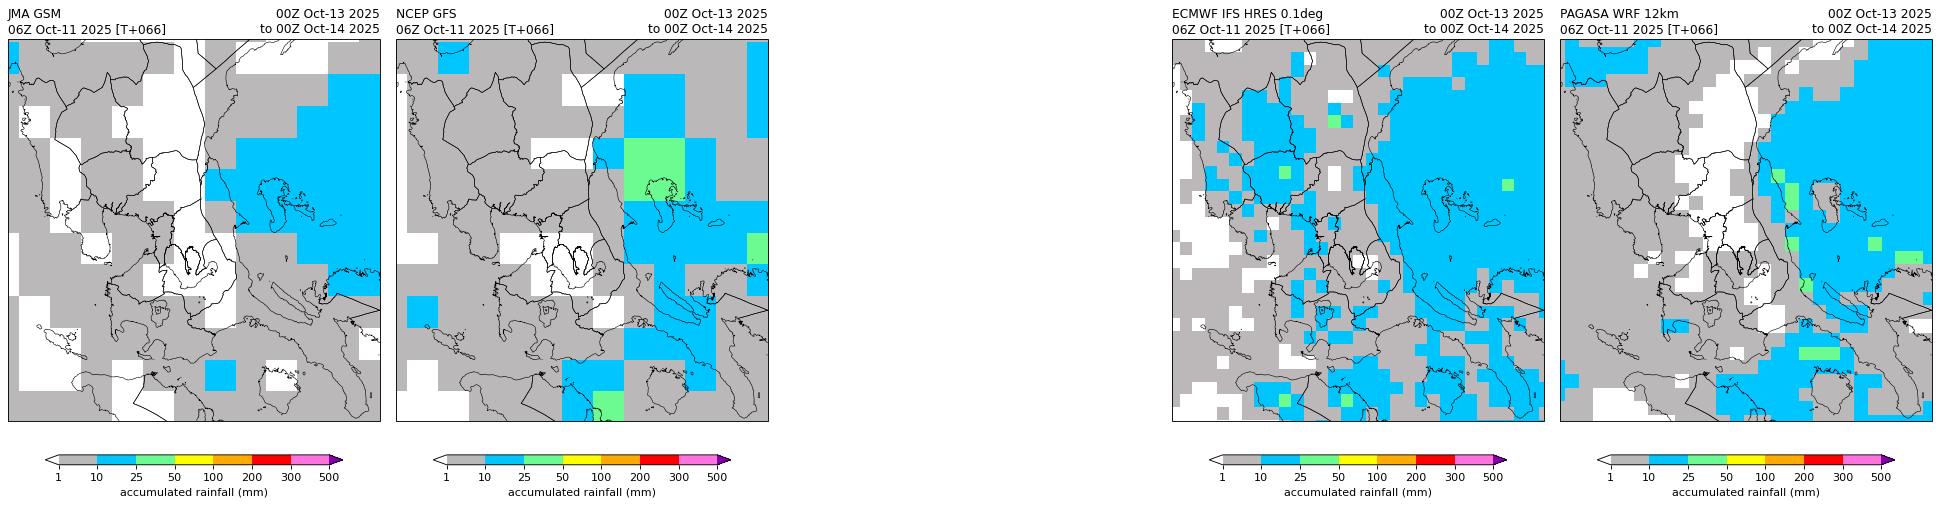 JMA GSM 00Z Oct-13 2025
06Z Oct-11 2025 [T+066] to 00Z Oct-14 2025
NCEP GFS 00Z Oct-13 2025
06Z Oct-11 2025 [T+066] to 00Z Oct-14 2025
ECMWF IFS HRES 0.1deg 00Z Oct-13 2025
06Z Oct-11 2025 [T+066] to 00Z Oct-14 2025
PAGASA WRF 12km 00Z Oct-13 2025
06Z Oct-11 2025 [T+066] to 00Z Oct-14 2025
1 10 25 50 100 200 300 500
accumulated rainfall (mm)
1 10 25 50 100 200 300 500
accumulated rainfall (mm)
1 10 25 50 100 200 300 500
accumulated rainfall (mm)
1 10 25 50 100 200 300 500
accumulated rainfall (mm)